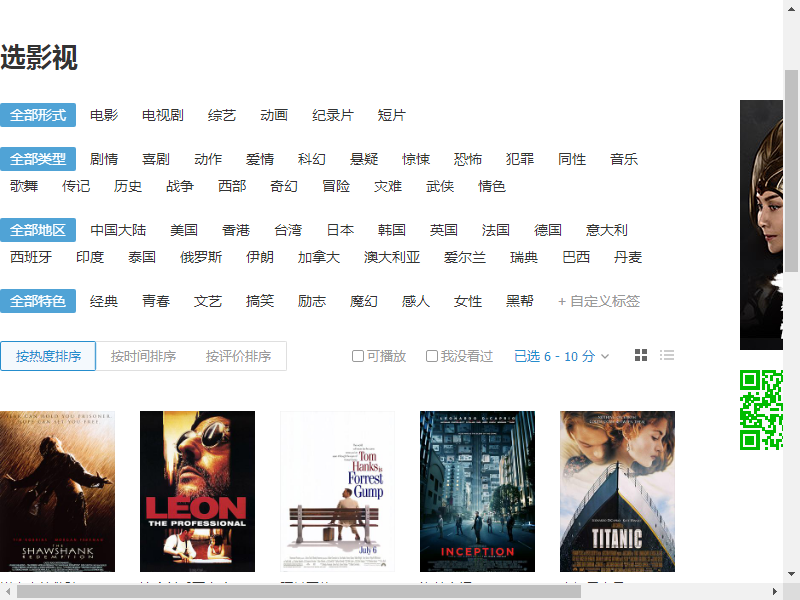 选影视
全部形式 电影 电视剧 综艺 动画 纪录片 短片
全部类型 剧情 喜剧 动作 爱情 科幻 悬疑 惊悚 恐怖 犯罪 同性 音乐
歌舞 传记 历史 战争 西部 奇幻 冒险 灾难 武侠 情色
全部地区 中国大陆 美国 香港 台湾 日本 韩国 英国 法国 德国 意大利
西班牙 印度 泰国 俄罗斯 伊朗 加拿大 澳大利亚 爱尔兰 瑞典 巴西 丹麦
全部特色 经典 青春 文艺 搞笑 励志 魔幻 感人 女性 黑帮 + 自定义标签
按热度排序 按时间排序 按评价排序 可播放 我没看过 已选 6 - 10 分
THE
SHAWSHANK
REDEMPTION
LEON
THE PROFESSIONAL
Tom
Hanks is
Forrest
Gump
July 6
LEONARDO DICAPRIO
INCEPTION
TITANIC